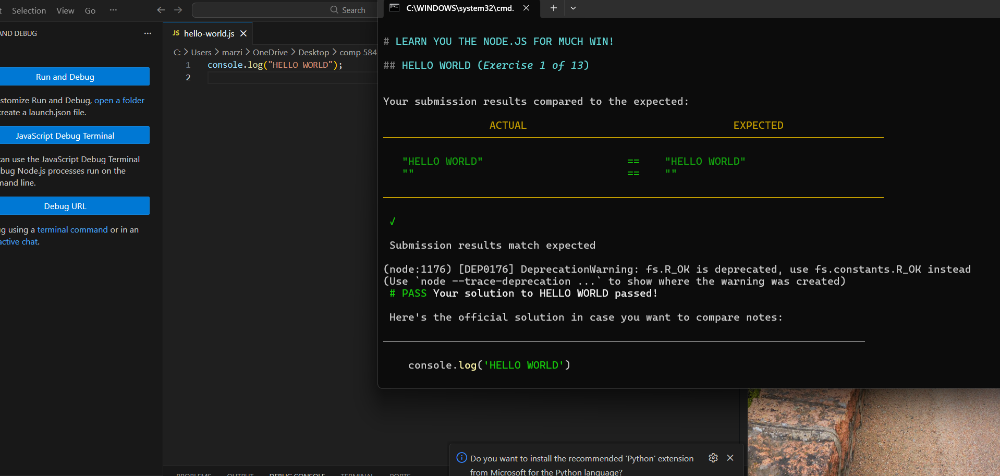 Selection View Go ···
Search
AND DEBUG
···
Run and Debug
stomize Run and Debug, open a folder
create a launch.json file.
JavaScript Debug Terminal
can use the JavaScript Debug Terminal
bug Node.js processes run on the
mand line.
Debug URL
g using a terminal command or in an
active chat.
JS hello-world.js
C: > Users > marzi > OneDrive > Desktop > comp 584
1 console.log("HELLO WORLD");
2
C:\WINDOWS\system32\cmd.
# LEARN YOU THE NODE.JS FOR MUCH WIN!
## HELLO WORLD (Exercise 1 of 13)
Your submission results compared to the expected:
ACTUAL EXPECTED
"HELLO WORLD" == "HELLO WORLD"
"" == ""
√
Submission results match expected
(node:1176) [DEP0176] DeprecationWarning: fs.R_OK is deprecated, use fs.constants.R_OK instead
(Use `node --trace-deprecation ...` to show where the warning was created)
# PASS Your solution to HELLO WORLD passed!
Here's the official solution in case you want to compare notes:
console.log('HELLO WORLD')
Do you want to install the recommended 'Python' extension
from Microsoft for the Python language?
PROBLEMS OUTPUT DEBUG CONSOLE TERMINAL PORTS